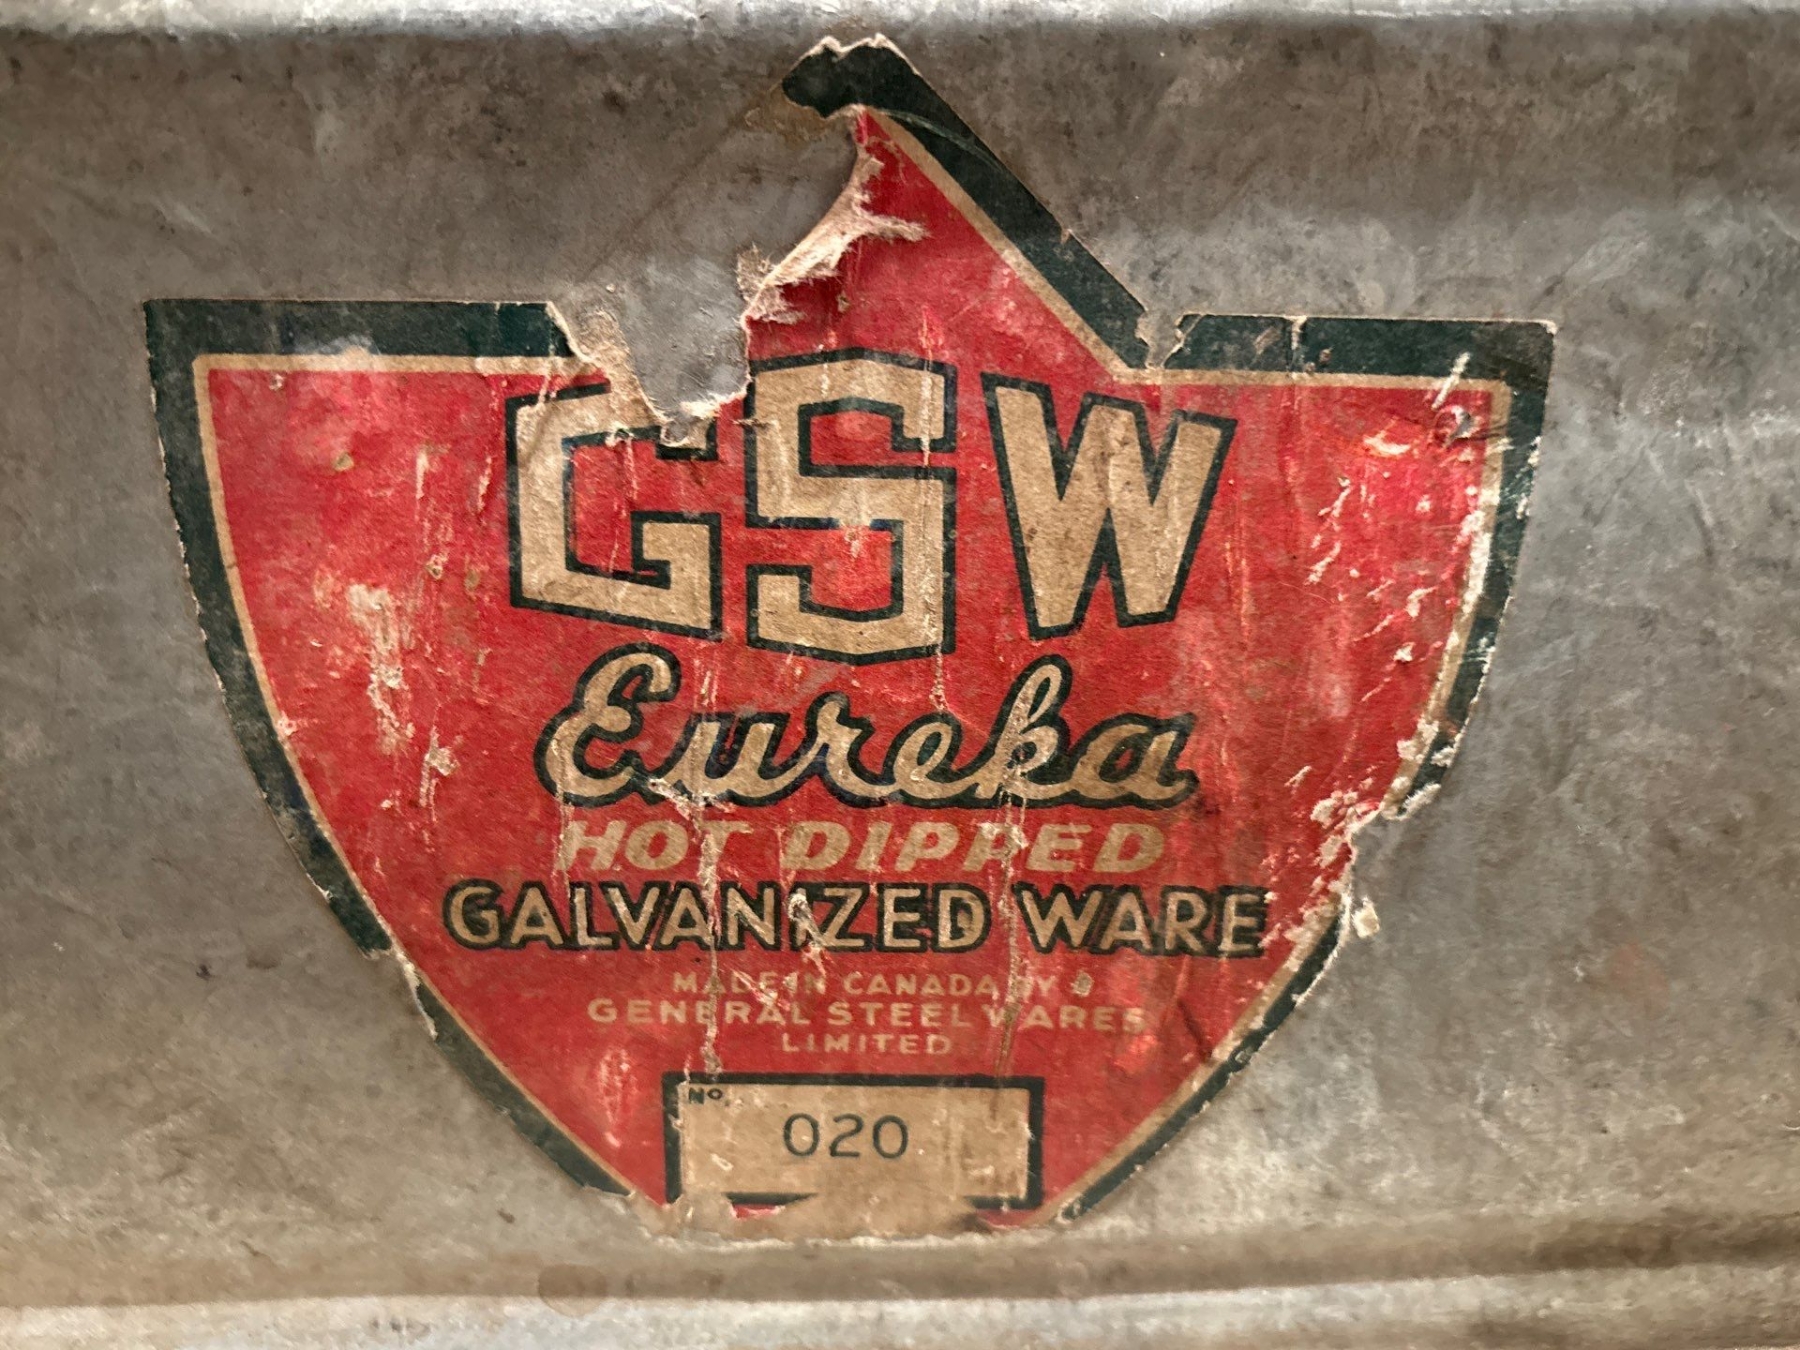 GSW
Eureka
HOT DIPPED
GALVANIZED WARE
MADE IN CANADA BY
GENERAL STEEL WARES
LIMITED
No.
020